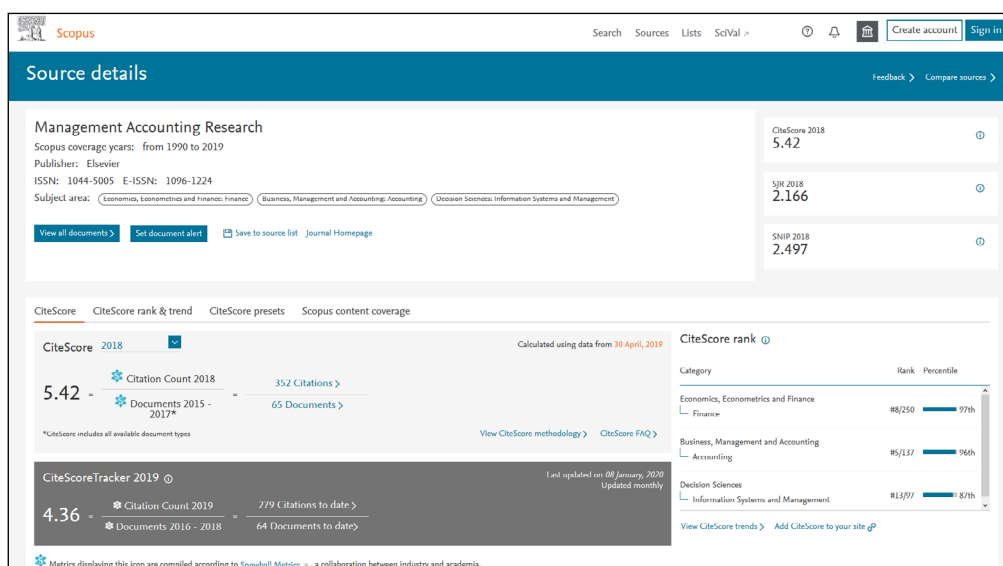 Scopus
Search Sources Lists SciVal
Create account Sign in
Source details
Feedback Compare sources
Management Accounting Research
Scopus coverage years: from 1990 to 2019
Publisher: Elsevier
ISSN: 1044-5005 E-ISSN: 1096-1224
Subject area: Economics, Econometrics and Finance: Finance Business, Management and Accounting: Accounting Decision Sciences: Information Systems and Management
View all documents Set document alert Save to source list Journal Homepage
CiteScore 2018
5.42
SJR 2018
2.166
SNIP 2018
2.497
CiteScore CiteScore rank & trend CiteScore presets Scopus content coverage
CiteScore 2018
Calculated using data from 30 April, 2019
5.42 = Citation Count 2018 = 352 Citations >
Documents 2015 - 2017* 65 Documents >
*CiteScore includes all available document types
View CiteScore methodology > CiteScore FAQ >
CiteScoreTracker 2019
Last updated on 08 January, 2020
Updated monthly
4.36 = Citation Count 2019 = 279 Citations to date >
Documents 2016 - 2018 64 Documents to date>
Metrics displaying this icon are compiled according to Snowball Metrics, a collaboration between industry and academia.
CiteScore rank
Category Rank Percentile
Economics, Econometrics and Finance
Finance #8/250 97th
Business, Management and Accounting
Accounting #5/137 96th
Decision Sciences
Information Systems and Management #13/97 87th
View CiteScore trends > Add CiteScore to your site